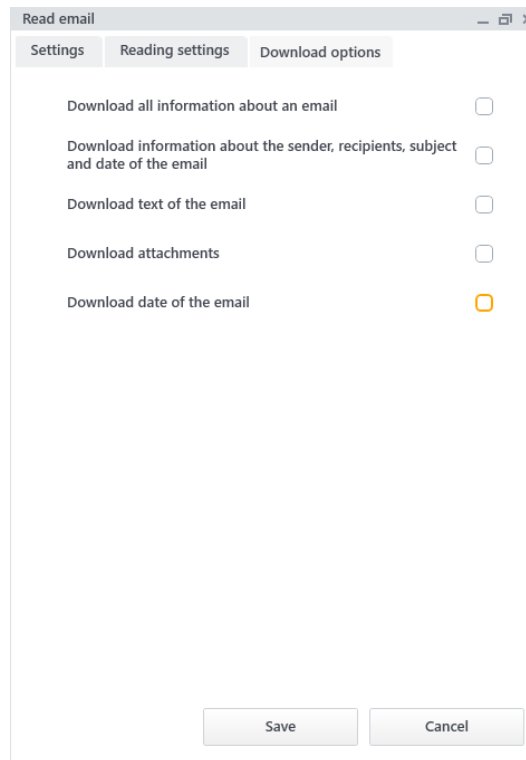 Read email
Settings Reading settings Download options
Download all information about an email
Download information about the sender, recipients, subject
and date of the email
Download text of the email
Download attachments
Download date of the email
Save Cancel